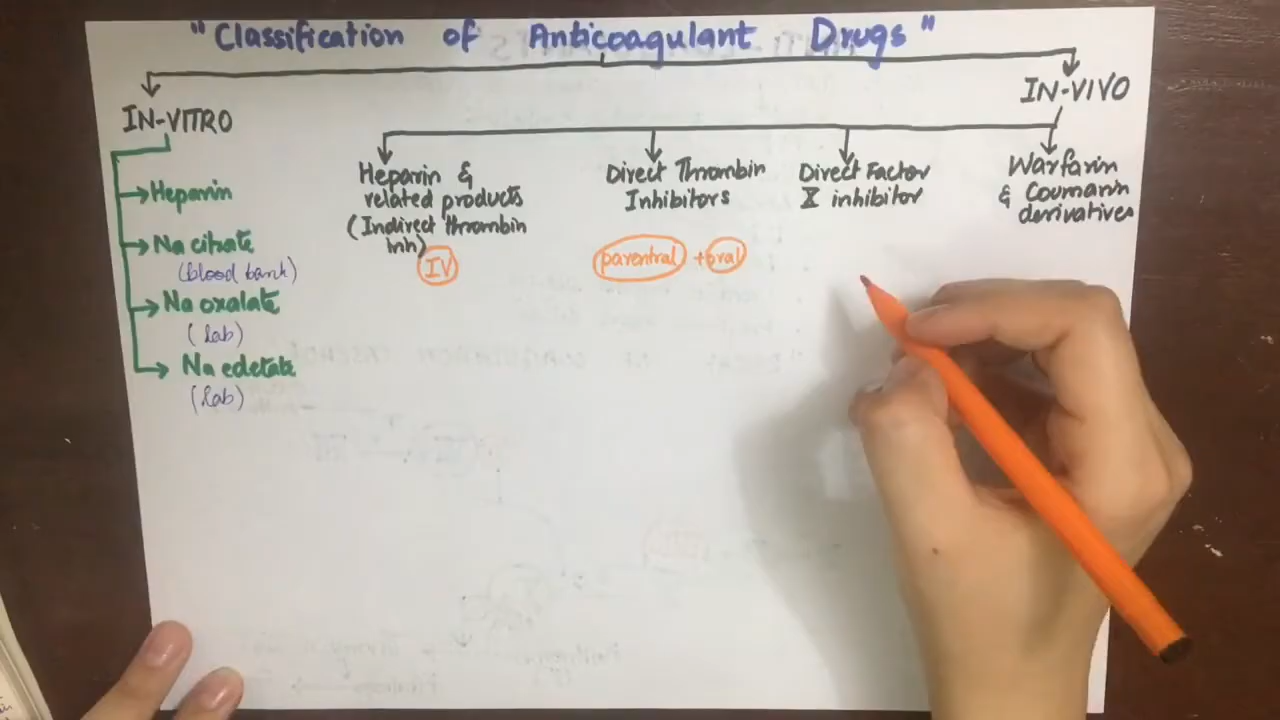 "Classification of Anticoagulant Drugs"
IN-VITRO
Heparin
Na citrate
(blood bank)
Na oxalate
(lab)
Na edetate
(lab)
IN-VIVO
Heparin &
related products
(Indirect thrombin
Inh)
IV
Direct Thrombin
Inhibitors
parentral + oral
Direct Factor
X inhibitor
Warfarin
& Coumarin
derivatives